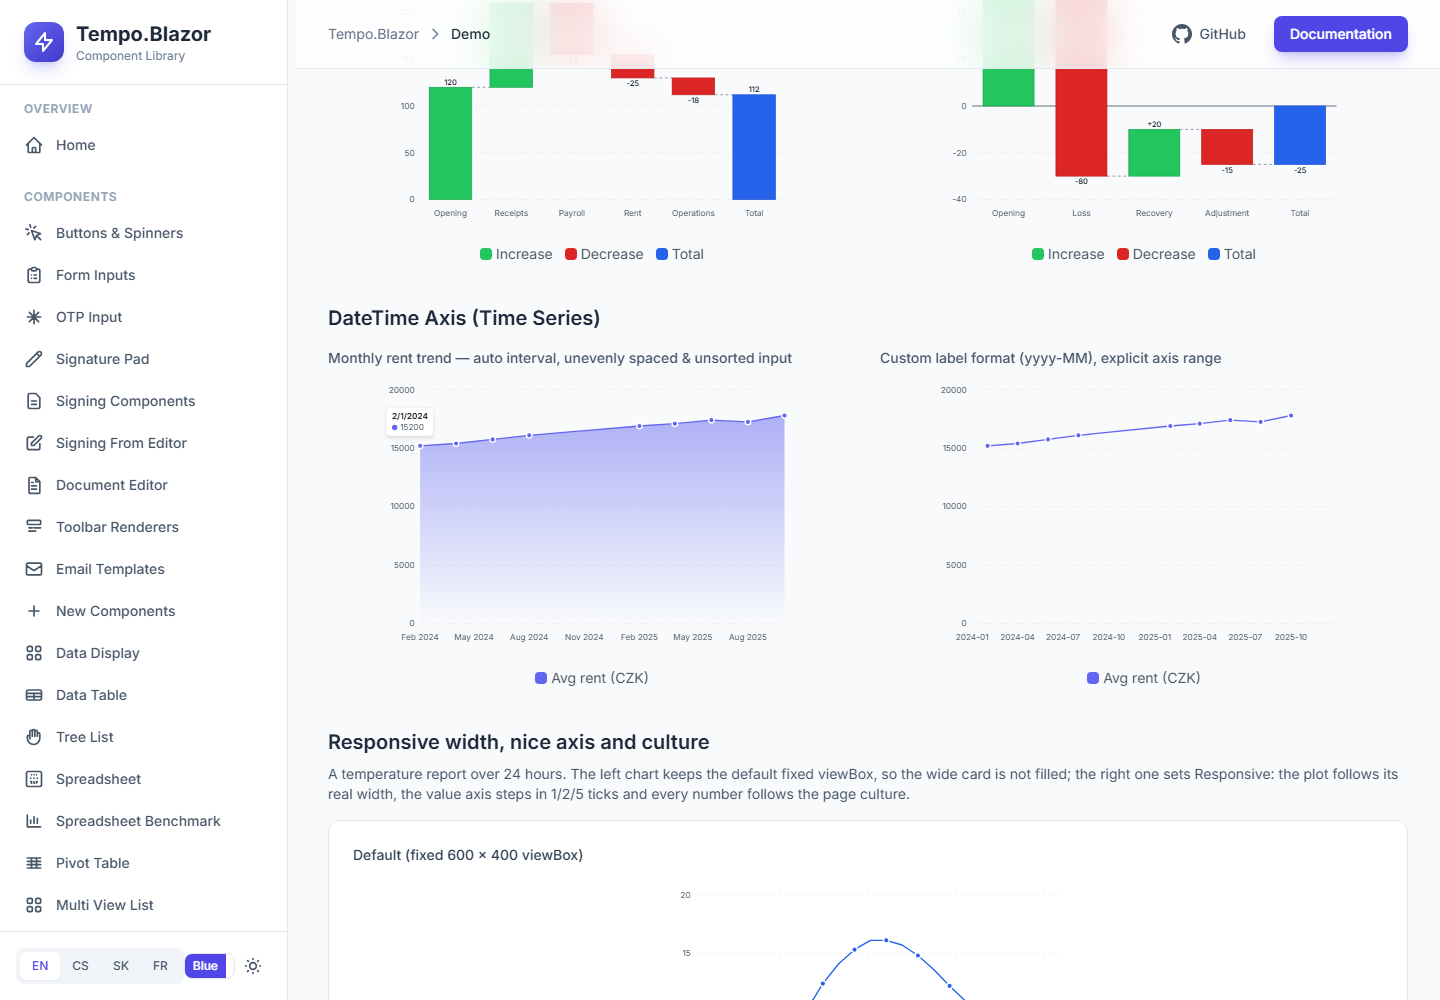 Tempo.Blazor
Component Library
OVERVIEW
Home
COMPONENTS
Buttons & Spinners
Form Inputs
OTP Input
Signature Pad
Signing Components
Signing From Editor
Document Editor
Toolbar Renderers
Email Templates
New Components
Data Display
Data Table
Tree List
Spreadsheet
Spreadsheet Benchmark
Pivot Table
Multi View List
EN CS SK FR Blue
Tempo.Blazor > Demo
GitHub
Documentation
120
-25
-18
112
100
50
0
Opening Receipts Payroll Rent Operations Total
Increase Decrease Total
0
-20
-40
-80
+20
-15
-25
Opening Loss Recovery Adjustment Total
Increase Decrease Total
DateTime Axis (Time Series)
Monthly rent trend — auto interval, unevenly spaced & unsorted input
20000
2/1/2024
15200
15000
10000
5000
0
Feb 2024 May 2024 Aug 2024 Nov 2024 Feb 2025 May 2025 Aug 2025
Avg rent (CZK)
Custom label format (yyyy-MM), explicit axis range
20000
15000
10000
5000
0
2024-01 2024-04 2024-07 2024-10 2025-01 2025-04 2025-07 2025-10
Avg rent (CZK)
Responsive width, nice axis and culture
A temperature report over 24 hours. The left chart keeps the default fixed viewBox, so the wide card is not filled; the right one sets Responsive: the plot follows its
real width, the value axis steps in 1/2/5 ticks and every number follows the page culture.
Default (fixed 600 × 400 viewBox)
20
15